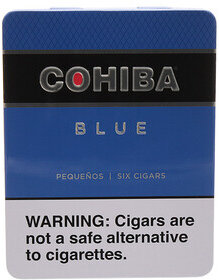 COHIBA
BLUE
PEQUEÑOS | SIX CIGARS
WARNING: Cigars are
not a safe alternative
to cigarettes.